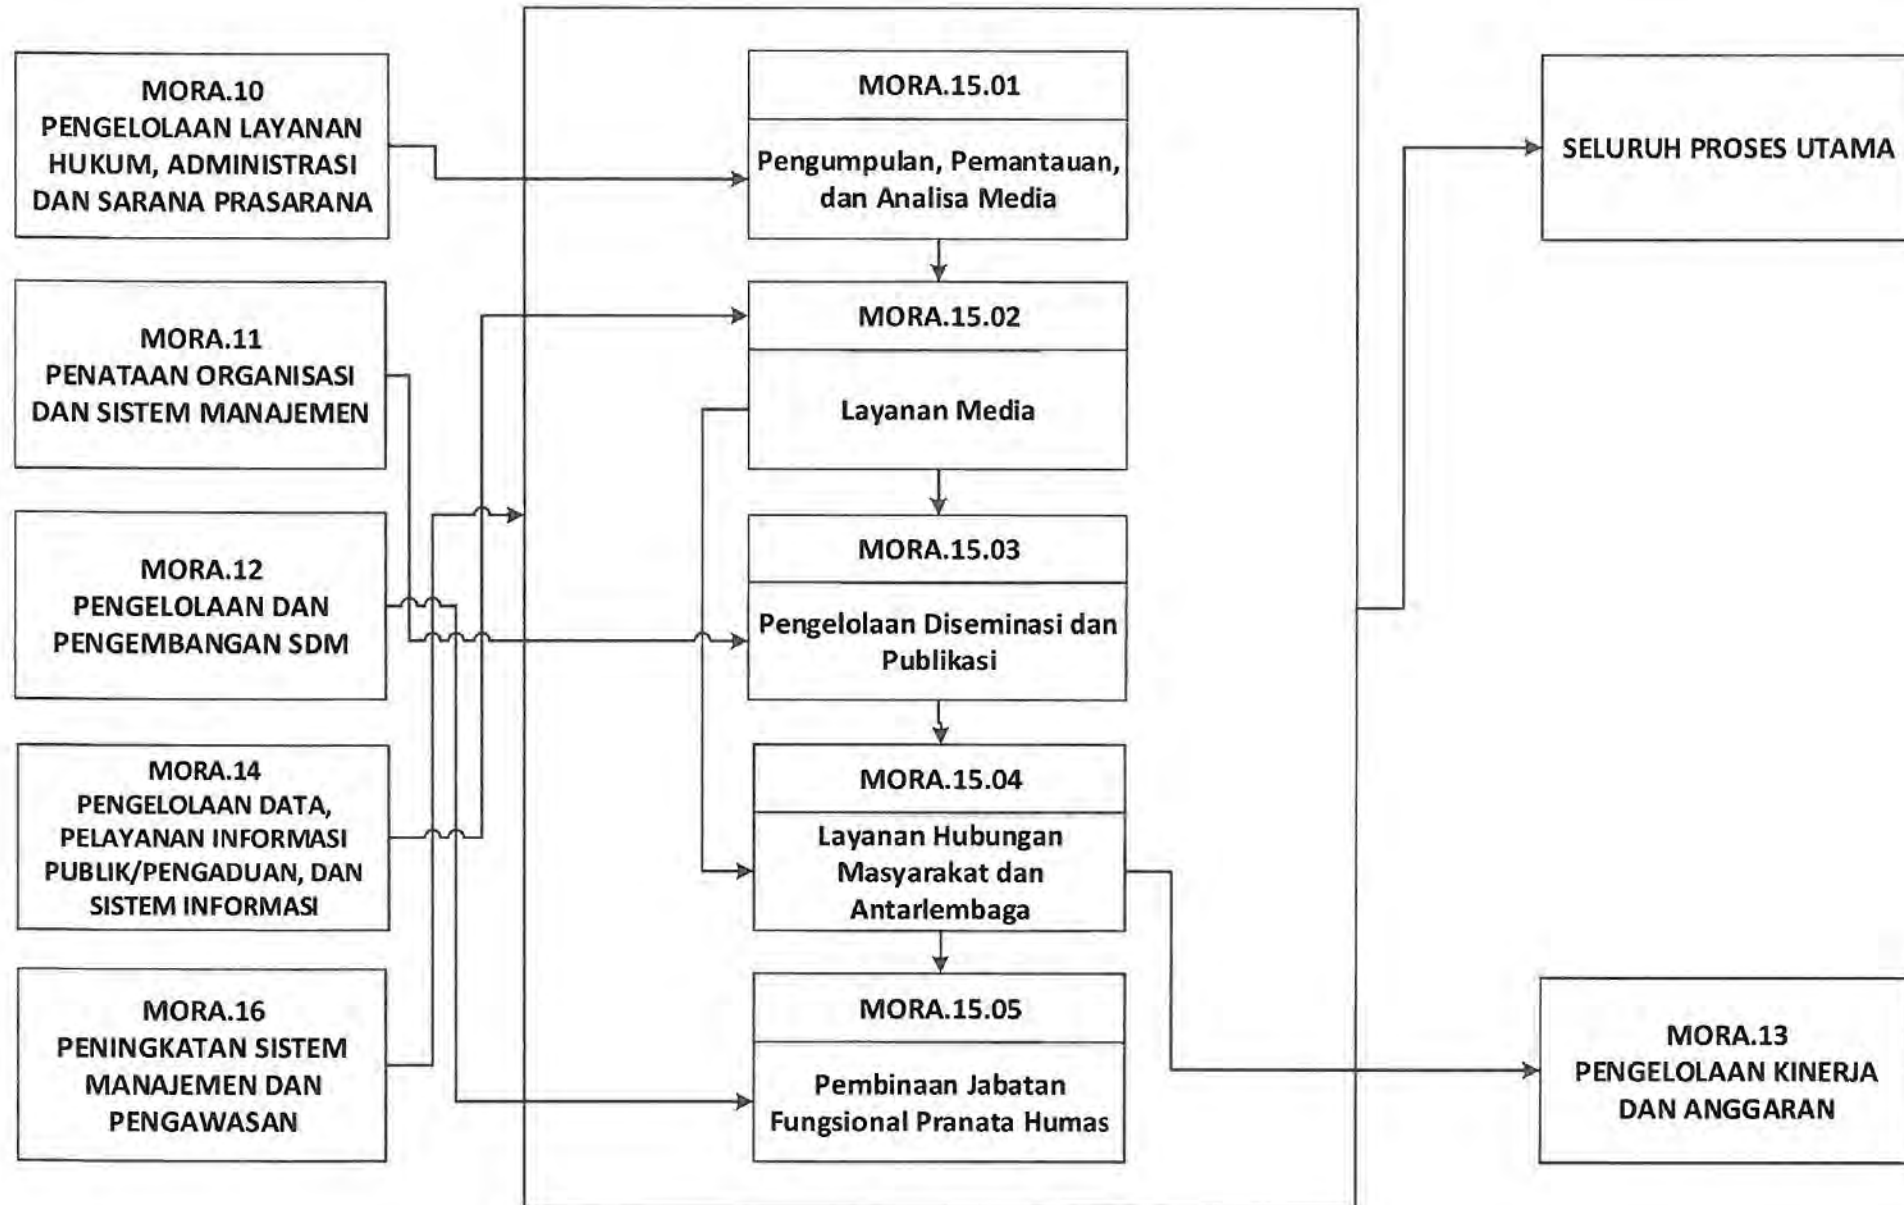 MORA.10
PENGELOLAAN LAYANAN
HUKUM, ADMINISTRASI
DAN SARANA PRASARANA
MORA.11
PENATAAN ORGANISASI
DAN SISTEM MANAJEMEN
MORA.12
PENGELOLAAN DAN
PENGEMBANGAN SDM
MORA.14
PENGELOLAAN DATA,
PELAYANAN INFORMASI
PUBLIK/PENGADUAN, DAN
SISTEM INFORMASI
MORA.16
PENINGKATAN SISTEM
MANAJEMEN DAN
PENGAWASAN
MORA.15.01
Pengumpulan, Pemantauan,
dan Analisa Media
MORA.15.02
Layanan Media
MORA.15.03
Pengelolaan Diseminasi dan
Publikasi
MORA.15.04
Layanan Hubungan
Masyarakat dan
Antarlembaga
MORA.15.05
Pembinaan Jabatan
Fungsional Pranata Humas
SELURUH PROSES UTAMA
MORA.13
PENGELOLAAN KINERJA
DAN ANGGARAN